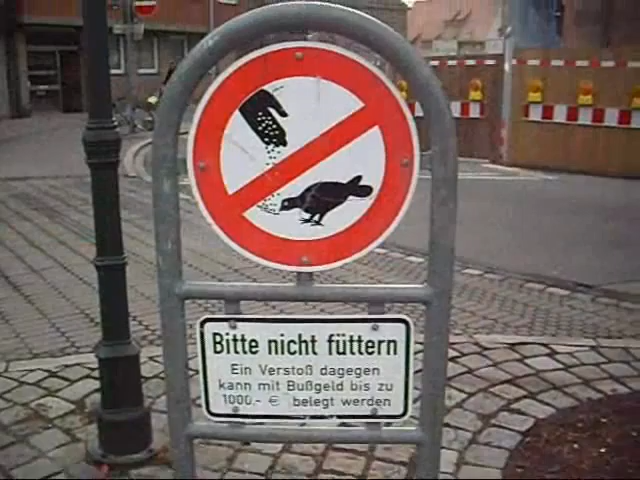 Bitte nicht füttern
Ein Verstoß dagegen
kann mit Bußgeld bis zu
1000.- € belegt werden